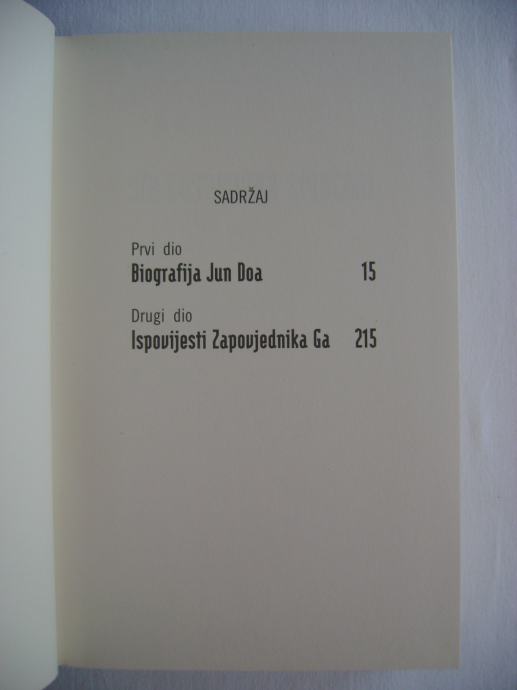 SADRŽAJ
Prvi dio
Biografija Jun Doa 15
Drugi dio
Ispovijesti Zapovjednika Ga 215